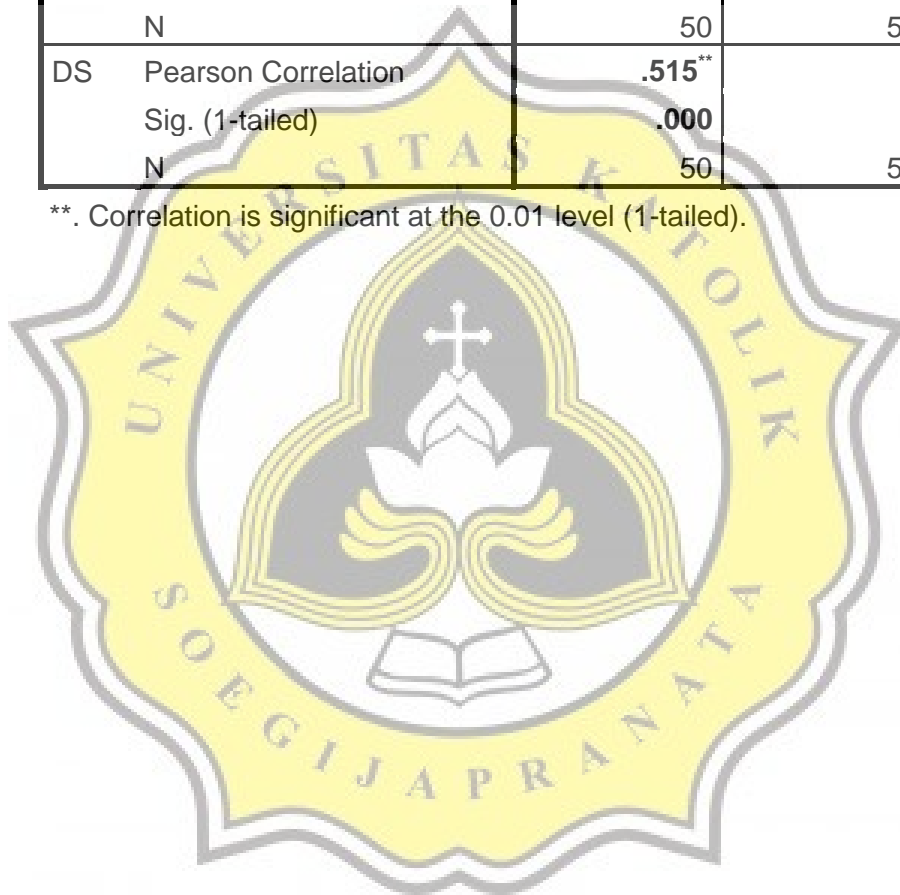 N 50 5
DS Pearson Correlation .515**
Sig. (1-tailed) .000
N 50 5
**. Correlation is significant at the 0.01 level (1-tailed).
UNIVERSITAS KATOLIK
SOEGIJAPRANATA